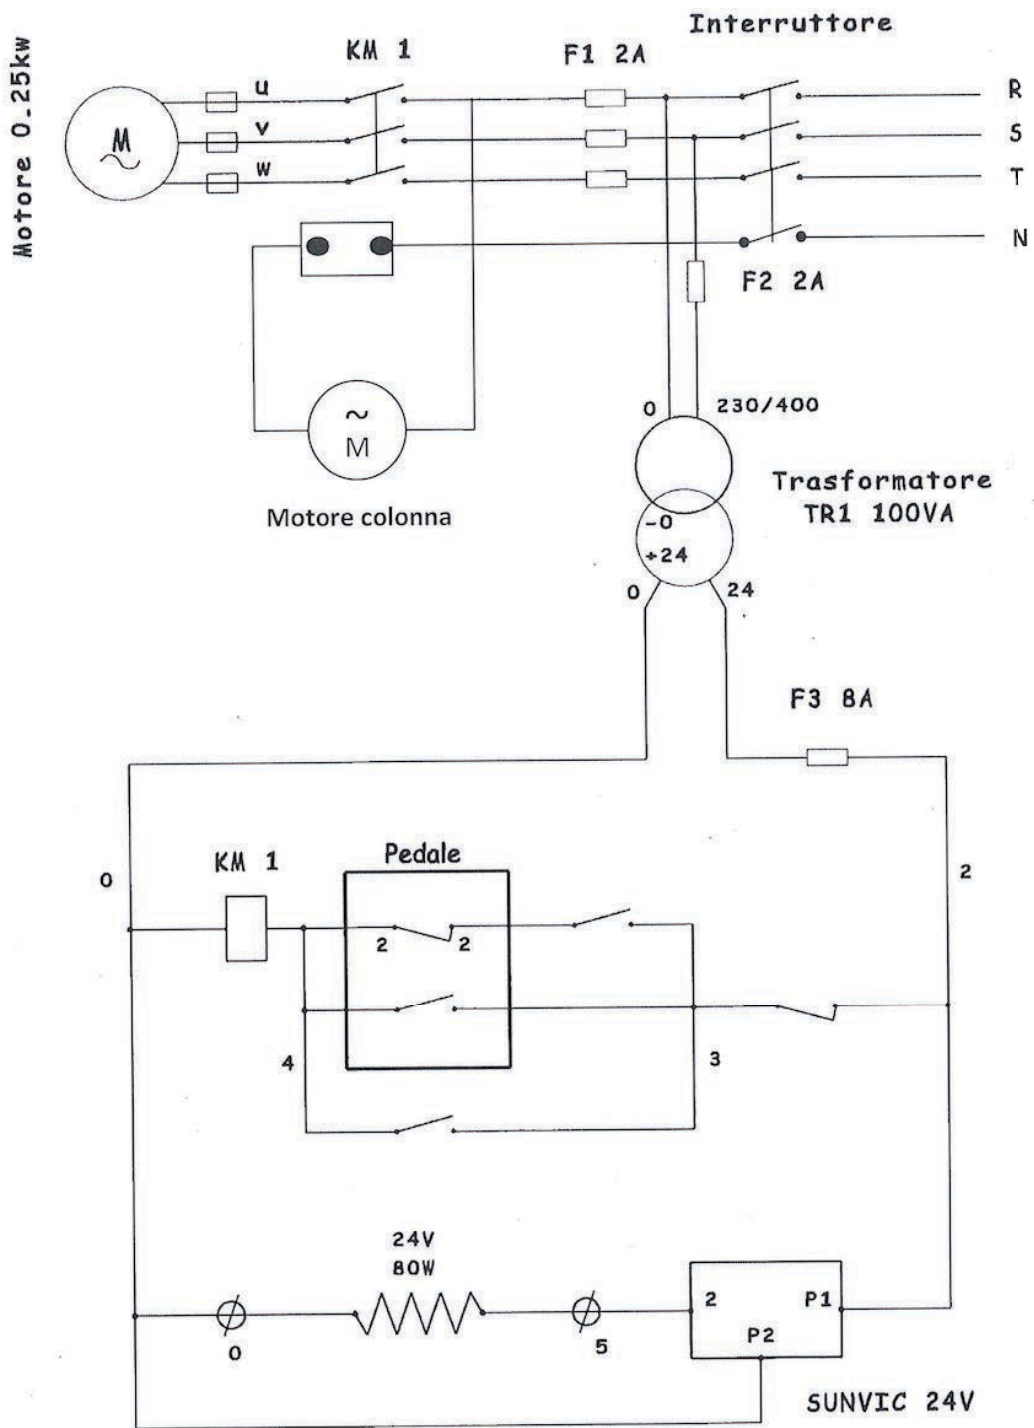 Interruttore
KM 1
F1 2A
Motore 0.25kw
U
V
W
R
S
T
N
M
F2 2A
0
230/400
M
Motore colonna
Trasformatore
TR1 100VA
-0
+24
0
24
F3 8A
KM 1
Pedale
0
2
2
2
4
3
24V
80W
0
5
2
P1
P2
SUNVIC 24V